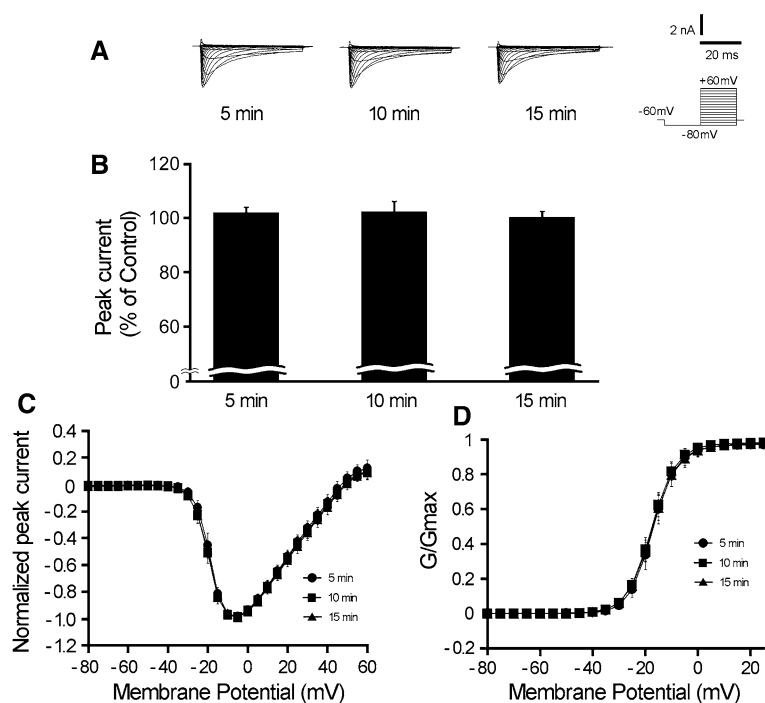 A
5 min
10 min
15 min
2 nA
20 ms
+60mV
-60mV
-80mV
B
Peak current
(% of Control)
120
100
80
60
0
5 min
10 min
15 min
C
Normalized peak current
0.4
0.2
0
-0.2
-0.4
-0.6
-0.8
-1.0
-1.2
-80 -60 -40 -20 0 20 40 60
Membrane Potential (mV)
5 min
10 min
15 min
D
G/Gmax
1
0.8
0.6
0.4
0.2
0
-0.2
-80 -60 -40 -20 0 20
Membrane Potential (mV)
5 min
10 min
15 min